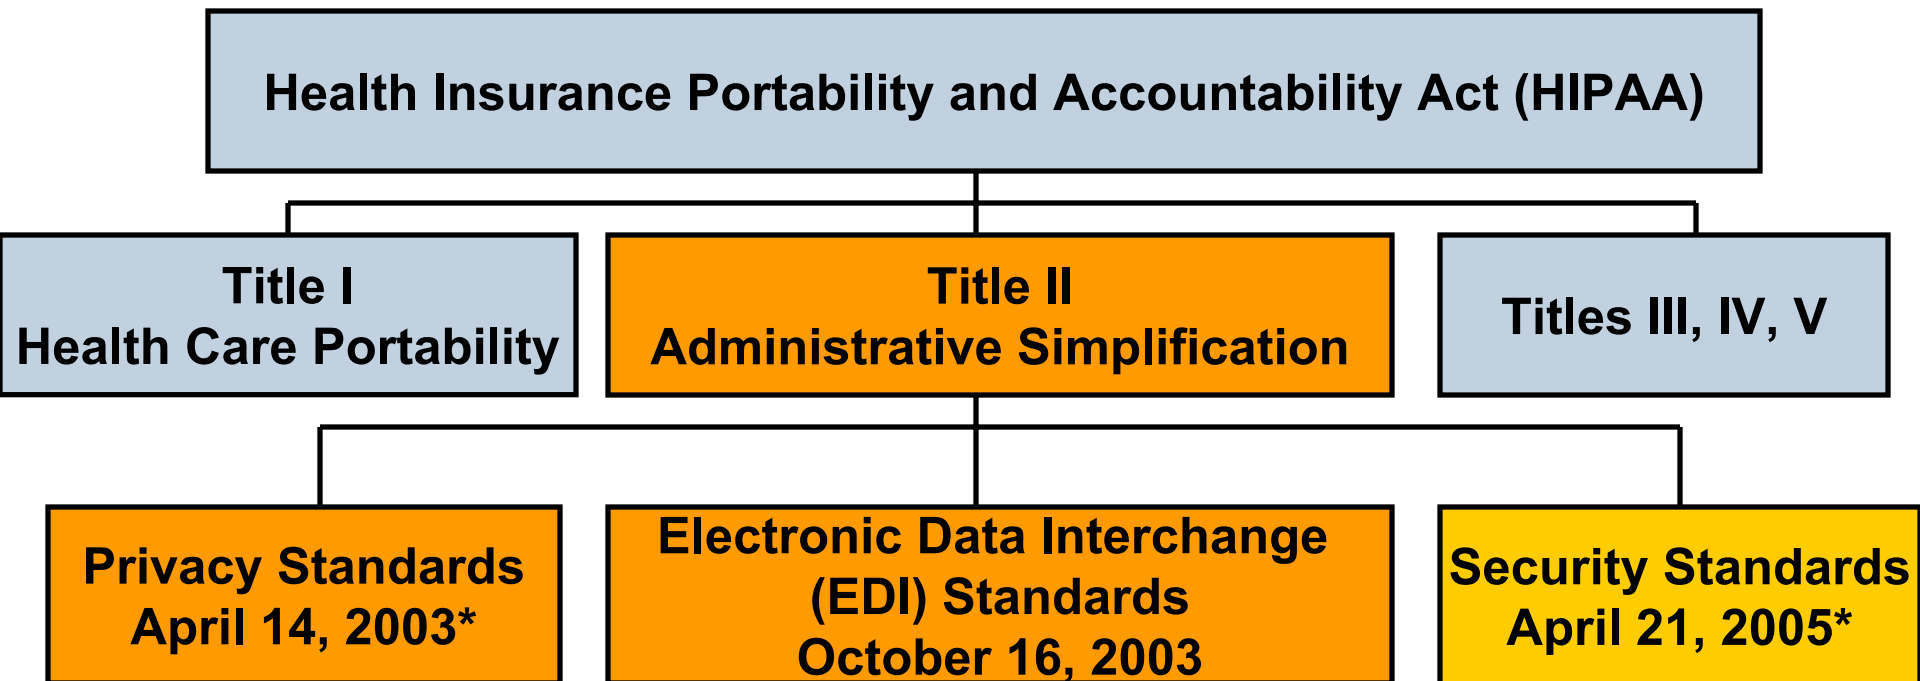 Health Insurance Portability and Accountability Act (HIPAA)
Title I
Health Care Portability
Title II
Administrative Simplification
Titles III, IV, V
Privacy Standards
April 14, 2003*
Electronic Data Interchange
(EDI) Standards
October 16, 2003
Security Standards
April 21, 2005*